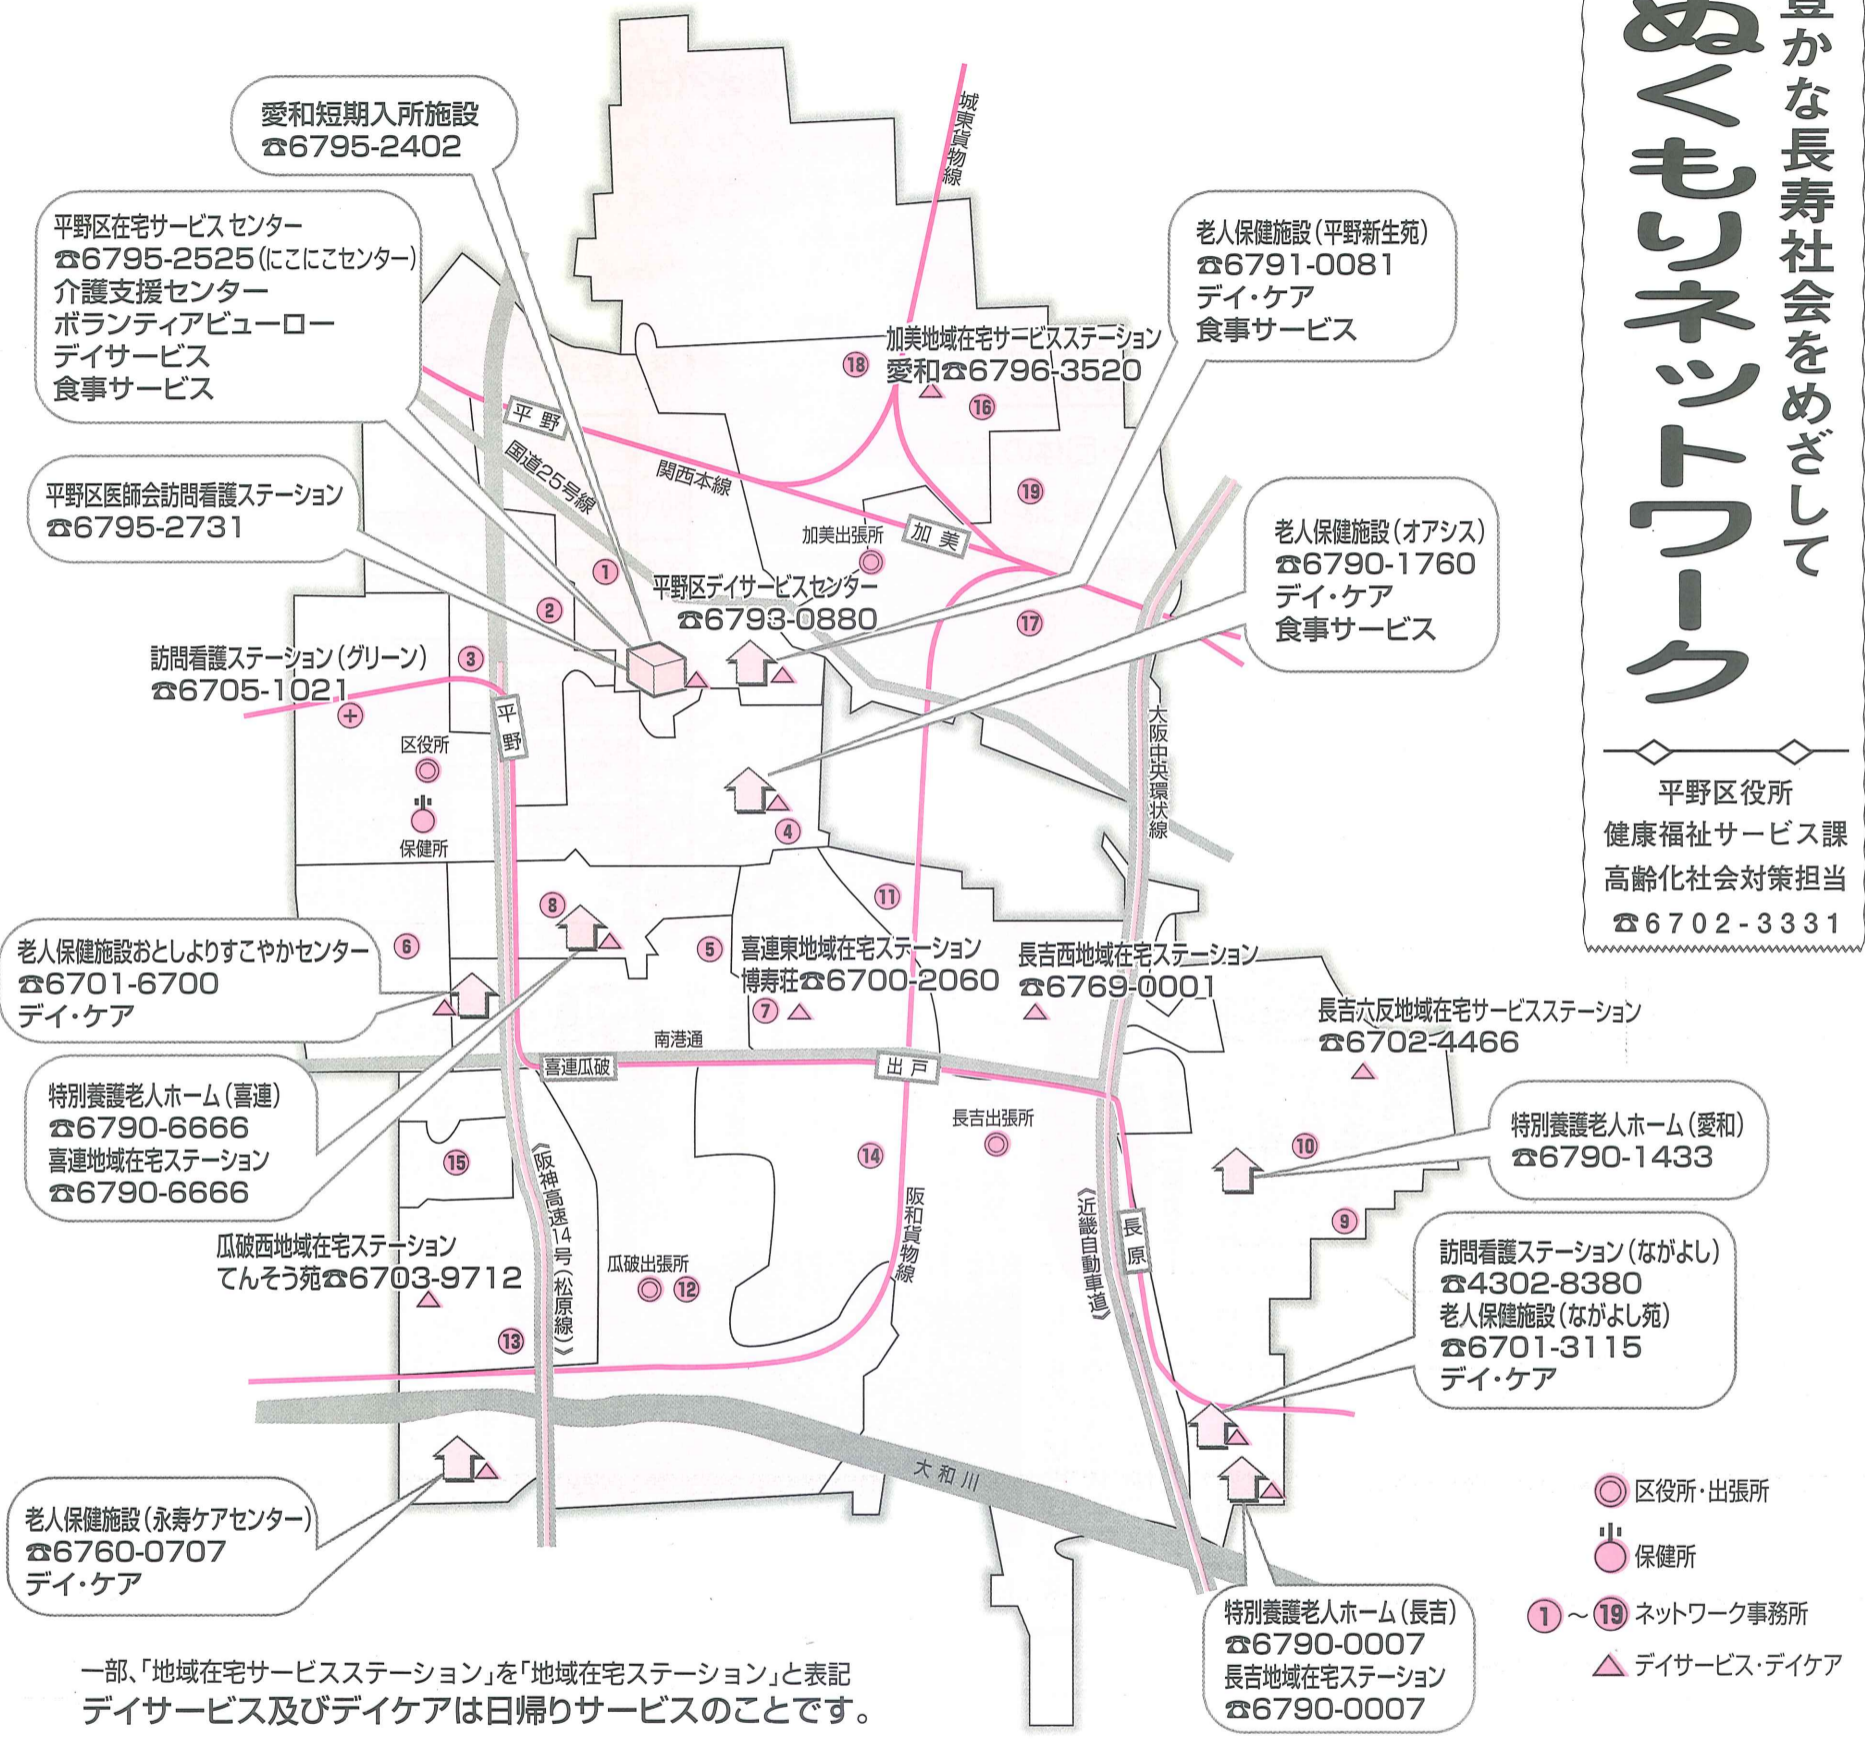 豊かな長寿社会をめざして
ぬくもりネットワーク
平野区役所
健康福祉サービス課
高齢化社会対策担当
☎6702-3331
愛和短期入所施設
☎6795-2402
平野区在宅サービスセンター
☎6795-2525(にこにこセンター)
介護支援センター
ボランティアビューロー
デイサービス
食事サービス
平野区医師会訪問看護ステーション
☎6795-2731
訪問看護ステーション(グリーン)
☎6705-1021
城東貨物線
老人保健施設(平野新生苑)
☎6791-0081
デイ・ケア
食事サービス
加美地域在宅サービスステーション
愛和☎6796-3520
⑱
⑯
⑲
平野
国道25号線
関西本線
加美出張所
加美
老人保健施設(オアシス)
☎6790-1760
デイ・ケア
食事サービス
①
②
③
平野区デイサービスセンター
☎6793-0880
⑰
平野
区役所
保健所
大阪中央環状線
④
⑧
⑪
⑥
⑤
老人保健施設おとしよりすこやかセンター
☎6701-6700
デイ・ケア
喜連東地域在宅ステーション
博寿荘☎6700-2060
⑦
長吉西地域在宅ステーション
☎6769-0001
長吉六反地域在宅サービスステーション
☎6702-4466
南港通
喜連瓜破
出戸
特別養護老人ホーム(喜連)
☎6790-6666
喜連地域在宅ステーション
☎6790-6666
長吉出張所
特別養護老人ホーム(愛和)
☎6790-1433
⑮
⑭
⑩
⑨
《阪神高速14号(松原線)》
阪和貨物線
《近畿自動車道》
長原
瓜破西地域在宅ステーション
てんそう苑☎6703-9712
瓜破出張所
⑫
⑬
訪問看護ステーション(ながよし)
☎4302-8380
老人保健施設(ながよし苑)
☎6701-3115
デイ・ケア
大和川
老人保健施設(永寿ケアセンター)
☎6760-0707
デイ・ケア
特別養護老人ホーム(長吉)
☎6790-0007
長吉地域在宅ステーション
☎6790-0007
区役所・出張所
保健所
①～⑲ネットワーク事務所
デイサービス・デイケア
一部、「地域在宅サービスステーション」を「地域在宅ステーション」と表記
デイサービス及びデイケアは日帰りサービスのことです。